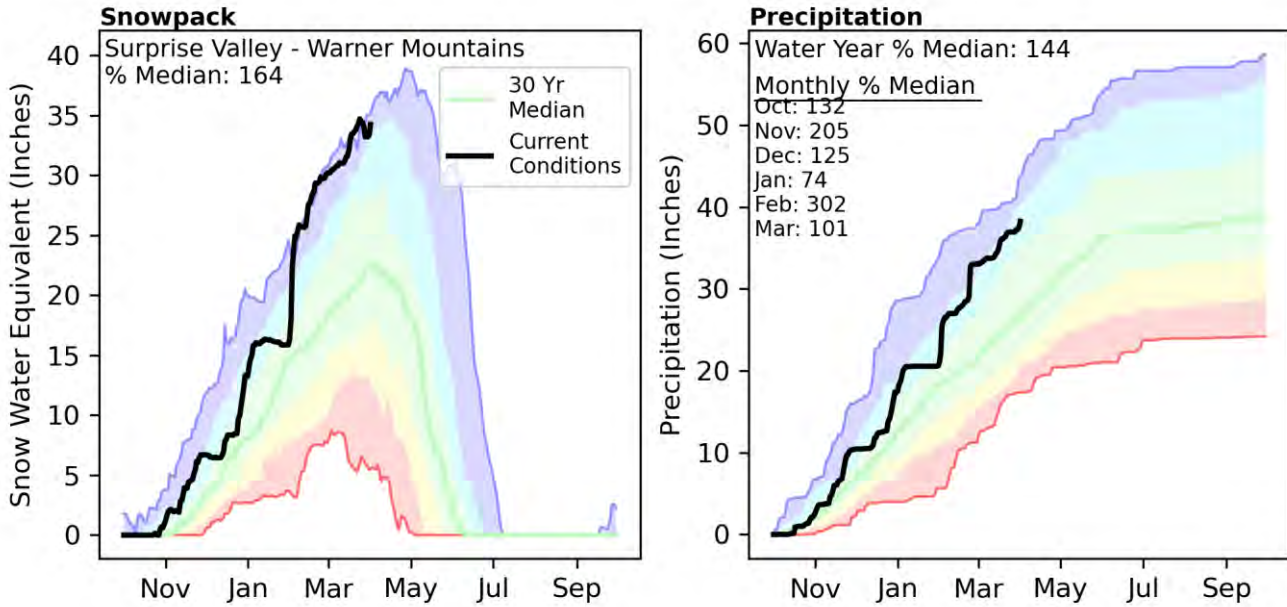 Snowpack
Surprise Valley - Warner Mountains
% Median: 164
30 Yr
Median
Current
Conditions
Snow Water Equivalent (Inches)
40
35
30
25
20
15
10
5
0
Nov
Jan
Mar
May
Jul
Sep
Precipitation
Water Year % Median: 144
Monthly % Median
Oct: 132
Nov: 205
Dec: 125
Jan: 74
Feb: 302
Mar: 101
Precipitation (Inches)
60
50
40
30
20
10
0
Nov
Jan
Mar
May
Jul
Sep